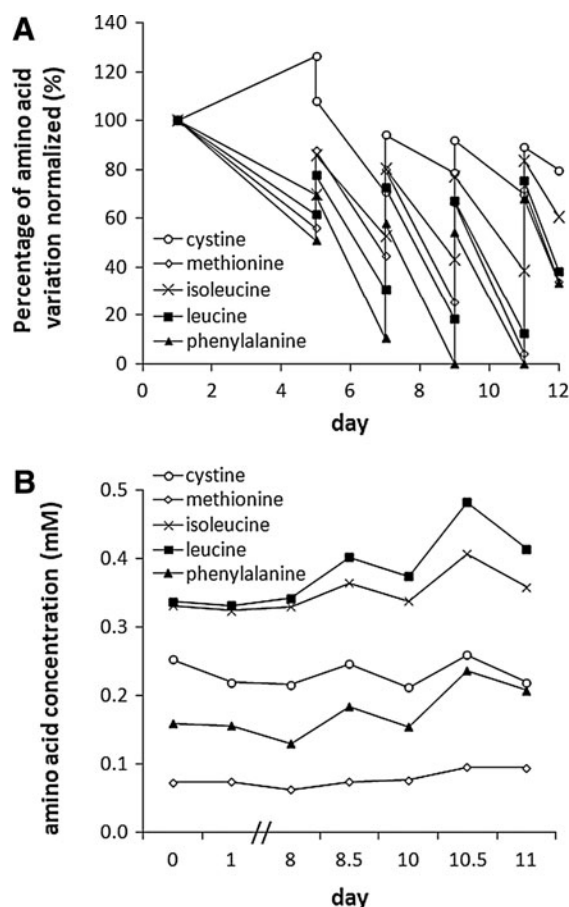 A
Percentage of amino acid
variation normalized (%)
140
120
100
80
60
40
20
0
cystine
methionine
isoleucine
leucine
phenylalanine
0 2 4 6 8 10 12
day
B
amino acid concentration (mM)
cystine
methionine
isoleucine
leucine
phenylalanine
0.5
0.4
0.3
0.2
0.1
0.0
0 1 // 8 8.5 10 10.5 11
day